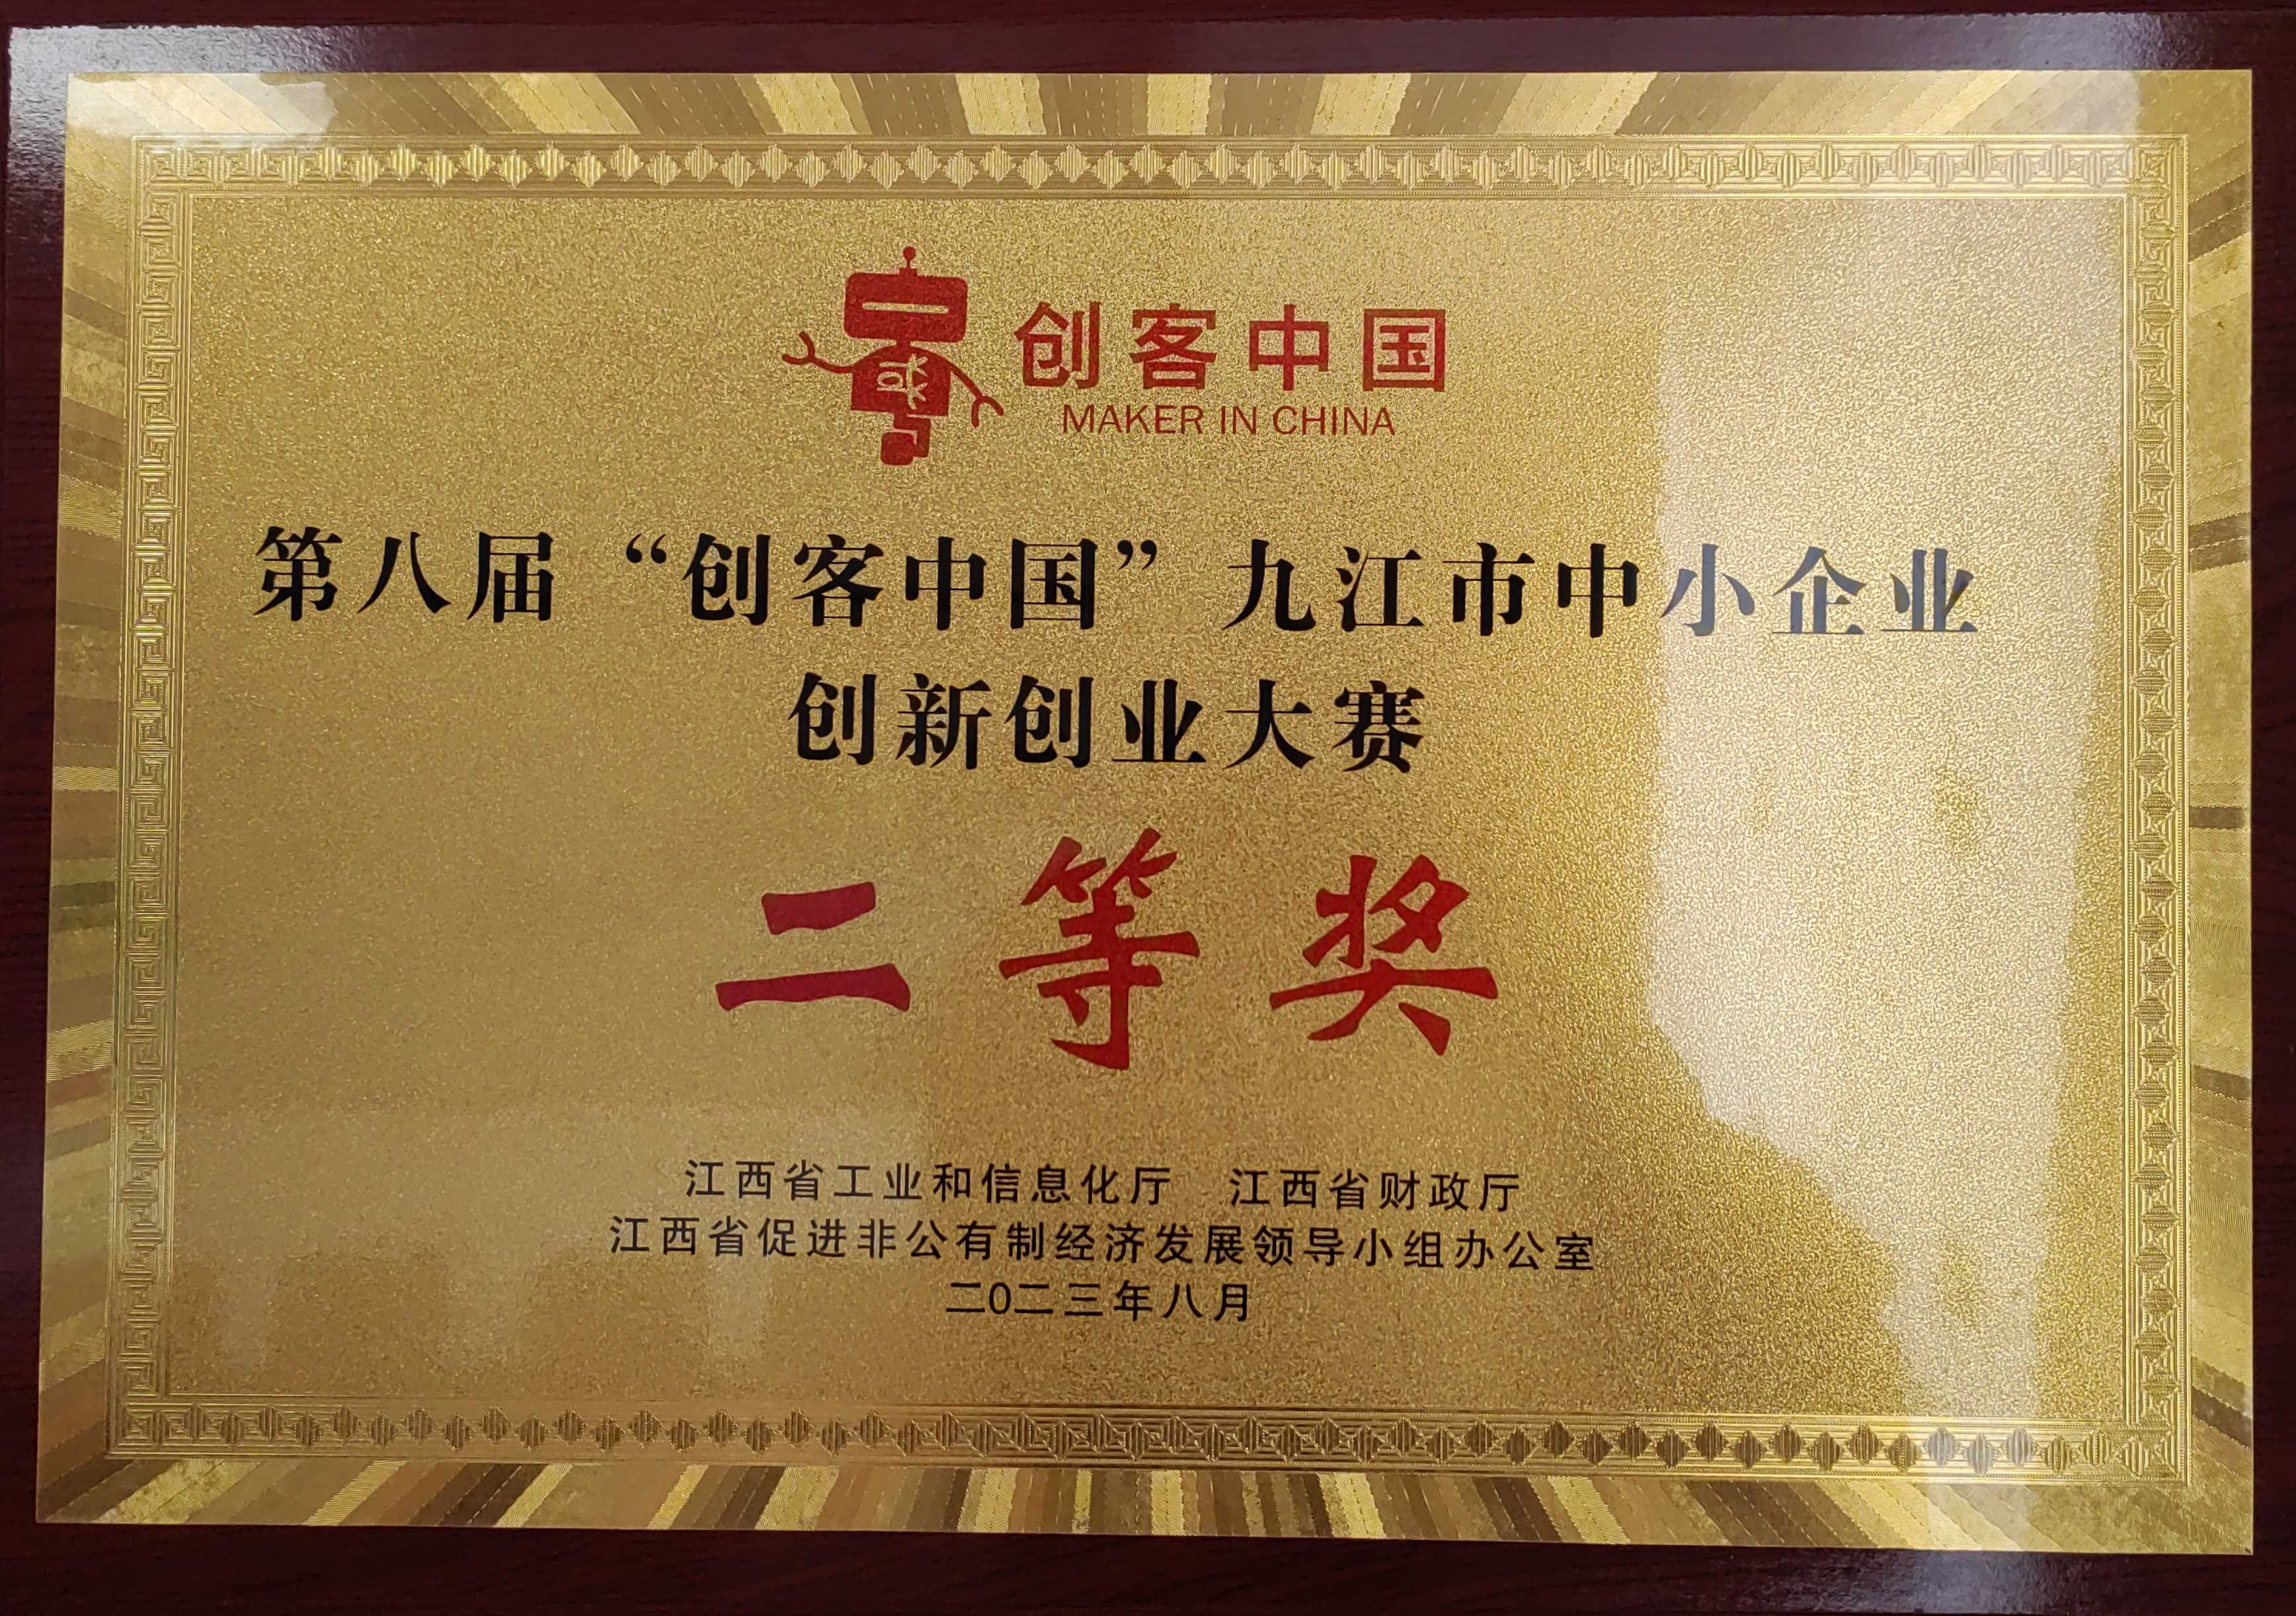 创客中国
MAKER IN CHINA
第八届“创客中国”九江市中小企业
创新创业大赛
二等奖
江西省工业和信息化厅 江西省财政厅
江西省促进非公有制经济发展领导小组办公室
二0二三年八月